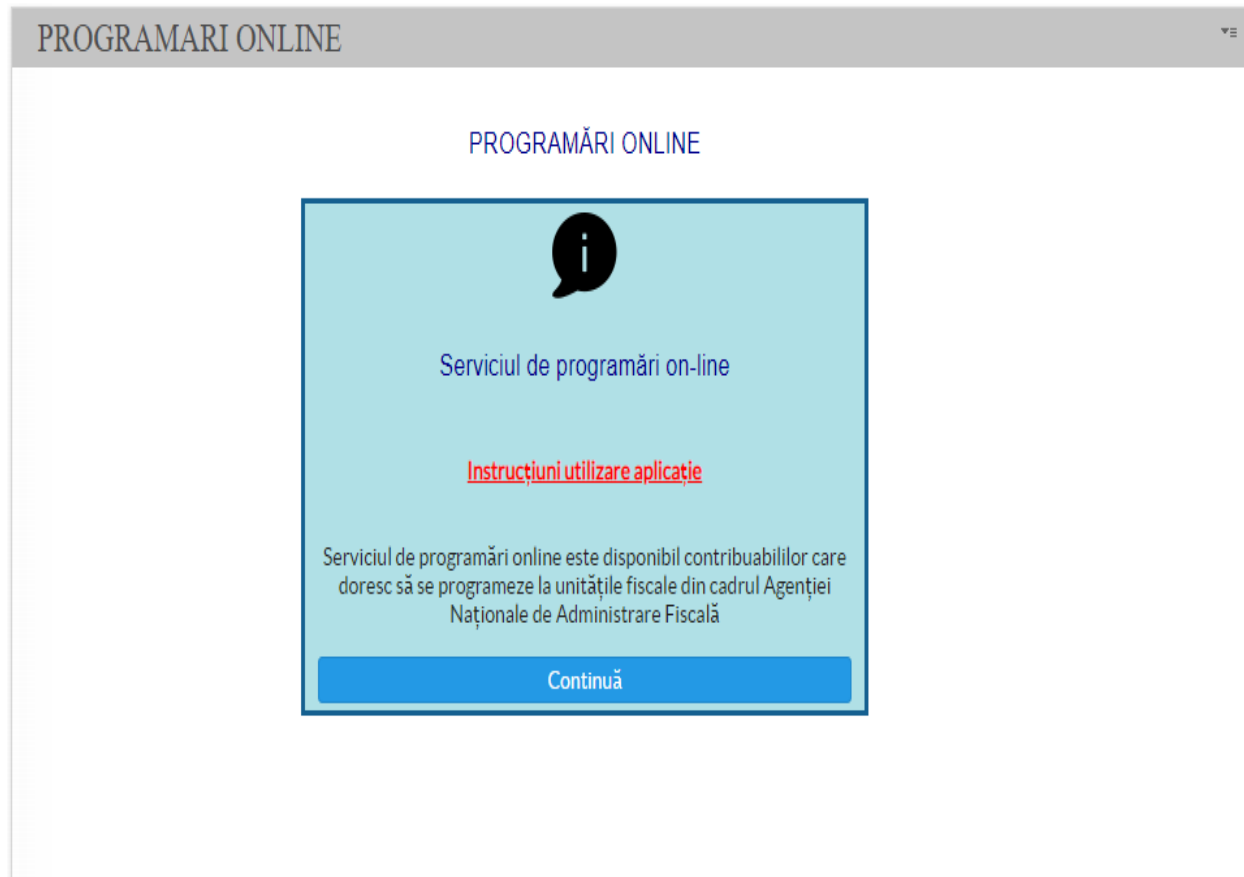 PROGRAMARI ONLINE
PROGRAMĂRI ONLINE
i
Serviciul de programări on-line
Instrucțiuni utilizare aplicație
Serviciul de programări online este disponibil contribuabililor care
doresc să se programeze la unitățile fiscale din cadrul Agenției
Naționale de Administrare Fiscală
Continuă